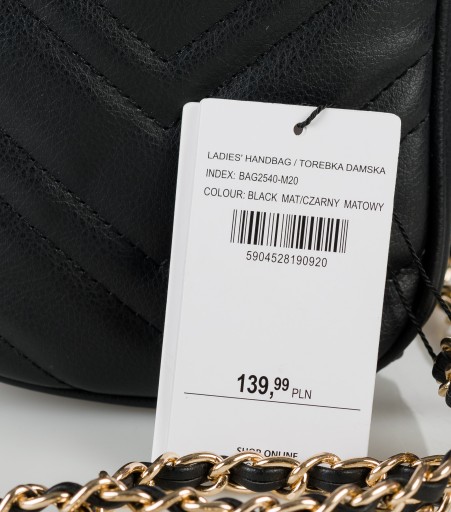 LADIES' HANDBAG / TOREBKA DAMSKA
INDEX: BAG2540-M20
COLOUR: BLACK MAT/CZARNY MATOWY
5904528190920
139,99 PLN
SHOP ONLINE